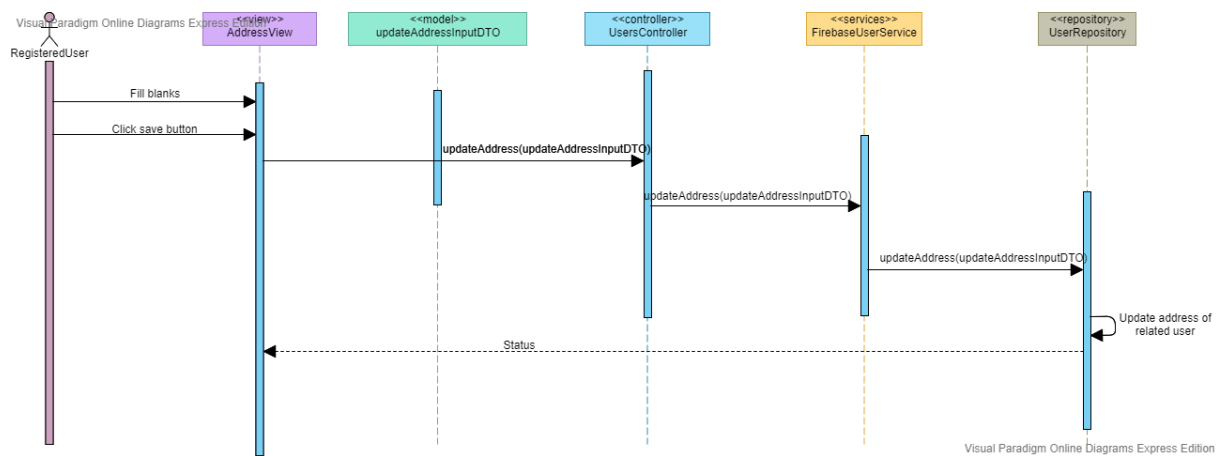 Visual Paradigm Online Diagrams Express Edition
RegisteredUser
<<view>>
AddressView
<<model>>
updateAddressInputDTO
<<controller>>
UsersController
<<services>>
FirebaseUserService
<<repository>>
UserRepository
Fill blanks
Click save button
updateAddress(updateAddressInputDTO)
updateAddress(updateAddressInputDTO)
updateAddress(updateAddressInputDTO)
Update address of
related user
Status
Visual Paradigm Online Diagrams Express Edition